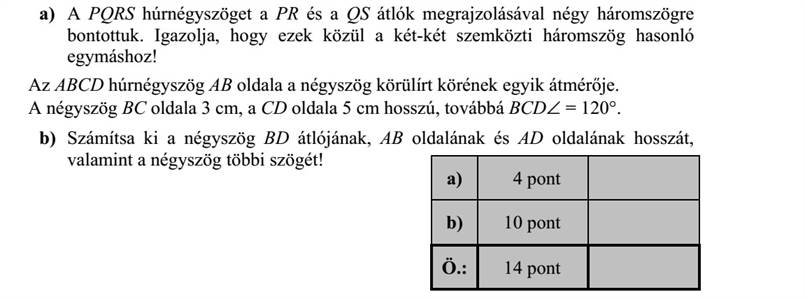 a) A PQRS húrnégyszöget a PR és a QS átlók megrajzolásával négy háromszögre
bontottuk. Igazolja, hogy ezek közül a két-két szemközti háromszög hasonló
egymáshoz!
Az ABCD húrnégyszög AB oldala a négyszög körülírt körének egyik átmérője.
A négyszög BC oldala 3 cm, a CD oldala 5 cm hosszú, továbbá BCD∠ = 120°.
b) Számítsa ki a négyszög BD átlójának, AB oldalának és AD oldalának hosszát,
valamint a négyszög többi szögét!
a) 4 pont
b) 10 pont
Ö.: 14 pont